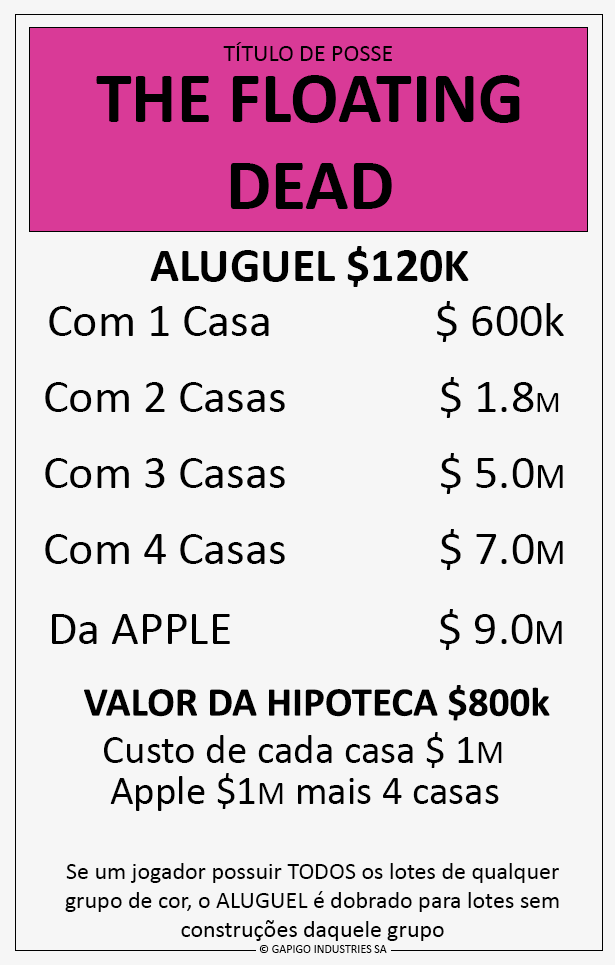 TÍTULO DE POSSE
THE FLOATING
DEAD
ALUGUEL $120K
Com 1 Casa $ 600k
Com 2 Casas $ 1.8M
Com 3 Casas $ 5.0M
Com 4 Casas $ 7.0M
Da APPLE $ 9.0M
VALOR DA HIPOTECA $800k
Custo de cada casa $ 1M
Apple $1M mais 4 casas
Se um jogador possuir TODOS os lotes de qualquer
grupo de cor, o ALUGUEL é dobrado para lotes sem
construções daquele grupo
© GAPIGO INDUSTRIES SA